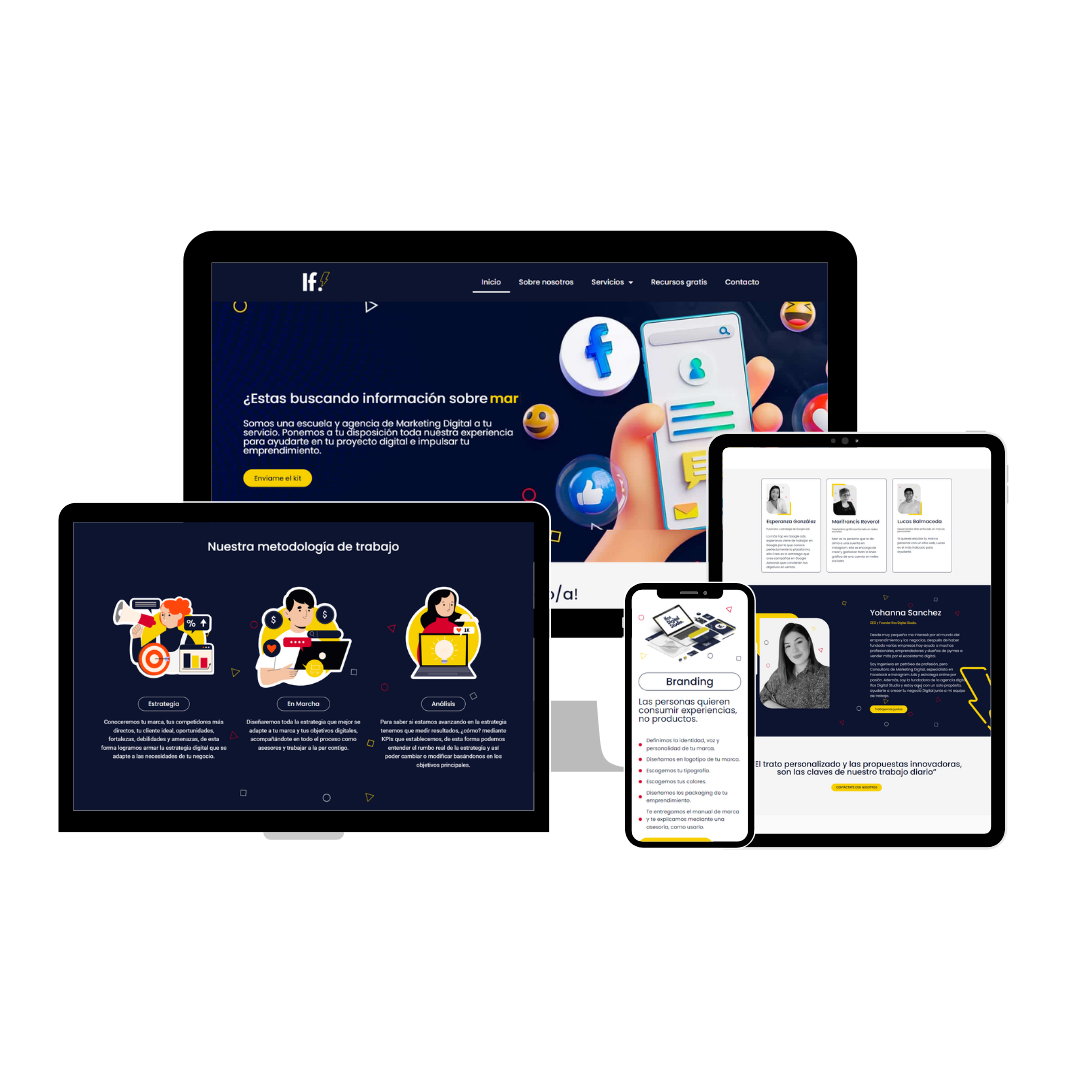 If.
Inicio
Sobre nosotros
Servicios
Recursos gratis
Contacto
¿Estas buscando información sobre mar
Somos una escuela y agencia de Marketing Digital a tu
servicio. Ponemos a tu disposición toda nuestra experiencia
para ayudarte en tu proyecto digital e impulsar tu
emprendimiento.
Enviame el kit
o/a!
Nuestra metodología de trabajo
Estrategia
Conoceremos tu marca, tus competidores más
directos, tu cliente ideal, oportunidades,
fortalezas, debilidades y amenazas, de esta
forma logramos armar la estrategia digital que se
adapte a las necesidades de tu negocio.
En Marcha
Diseñaremos toda la estrategia que mejor se
adapte a tu marca y tus objetivos digitales,
acompañándote en todo el proceso como
asesores y trabajar a la par contigo.
Análisis
Para saber si estamos avanzando en la estrategia
tenemos que medir resultados, ¿cómo? mediante
KPIs que establecemos, de esta forma podemos
entender el rumbo real de la estrategia y así
poder cambiar o modificar basándonos en los
objetivos principales.
Branding
Las personas quieren
consumir experiencias,
no productos.
Definimos la identidad, voz y
personalidad de tu marca.
Diseñamos en logotipo de tu marca.
Escogemos tu tipografía.
Escogemos tus colores.
Diseñamos los packaging de tu
emprendimiento.
Te entregamos el manual de marca
y te explicamos mediante una
asesoría, como usarlo.
Esperanza González
Marifrancis Roveral
Lucas Balmaceda
Yohanna Sanchez
El trato personalizado y las propuestas innovadoras,
son las claves de nuestro trabajo diario"